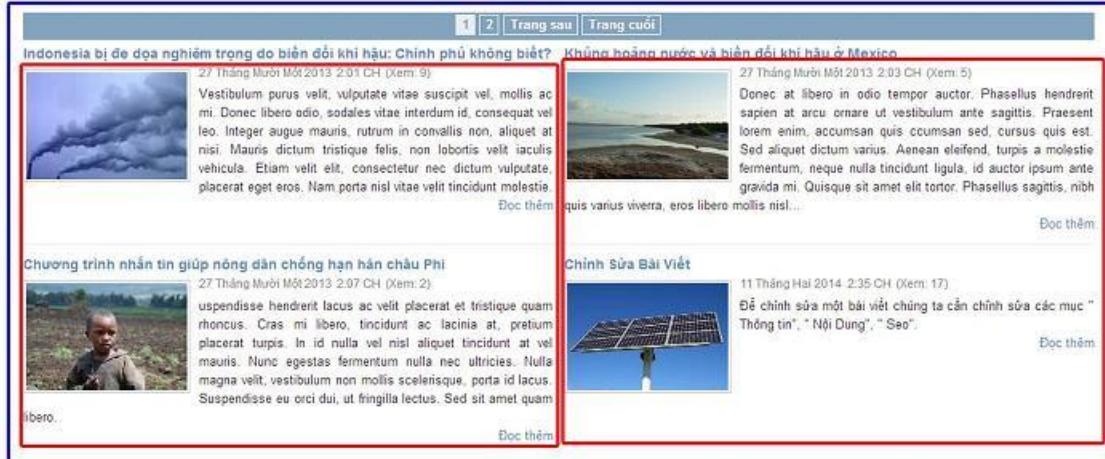 1 2 Trang sau Trang cuối
Indonesia bị đe dọa nghiêm trọng do biến đổi khí hậu: Chính phủ không biết?
27 Tháng Mười Một 2013 2:01 CH (Xem: 9)
Vestibulum purus velit, vulputate vitae suscipit vel, mollis ac
mi. Donec libero odio, sodales vitae interdum id, consequat vel
leo. Integer augue mauris, rutrum in convallis non, aliquet at
nisi. Mauris dictum tristique felis, non lobortis velit iaculis
vehicula. Etiam velit elit, consectetur nec dictum vulputate,
placerat eget eros. Nam porta nisl vitae velit tincidunt molestie.
Đọc thêm
Khủng hoảng nước và biến đổi khí hậu ở Mexico
27 Tháng Mười Một 2013 2:03 CH (Xem: 5)
Donec at libero in odio tempor auctor. Phasellus hendrerit
sapien at arcu ornare ut vestibulum ante sagittis. Praesent
lorem enim, accumsan quis ccumsan sed, cursus quis est.
Sed aliquet dictum varius. Aenean eleifend, turpis a molestie
fermentum, neque nulla tincidunt ligula, id auctor ipsum ante
gravida mi. Quisque sit amet elit tortor. Phasellus sagittis, nibh
quis varius viverra, eros libero mollis nisl...
Đọc thêm
Chương trình nhắn tin giúp nông dân chống hạn hán châu Phi
27 Tháng Mười Một 2013 2:07 CH (Xem: 2)
uspendisse hendrerit lacus ac velit placerat et tristique quam
rhoncus. Cras mi libero, tincidunt ac lacinia at, pretium
placerat turpis. In id nulla vel nisl aliquet tincidunt at vel
mauris. Nunc egestas fermentum nulla nec ultricies. Nulla
magna velit, vestibulum non mollis scelerisque, porta id lacus.
Suspendisse eu orci dui, ut fringilla lectus. Sed sit amet quam
libero.
Đọc thêm
Chỉnh Sửa Bài Viết
11 Tháng Hai 2014 2:35 CH (Xem: 17)
Để chỉnh sửa một bài viết chúng ta cần chỉnh sửa các mục "
Thông tin", " Nội Dung", " Seo".
Đọc thêm